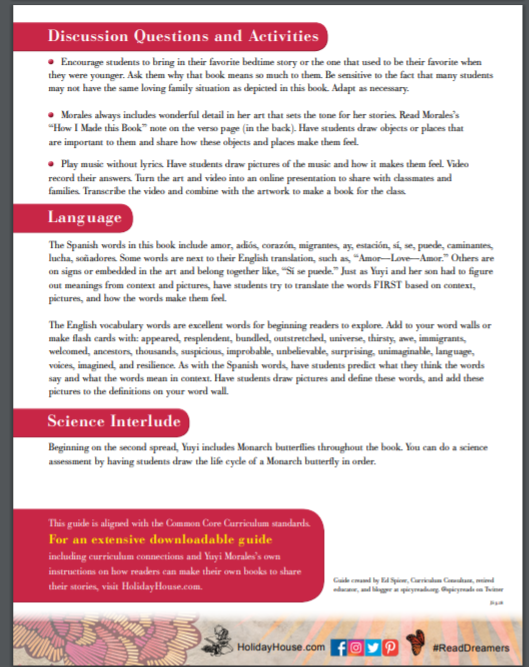 Discussion Questions and Activities
• Encourage students to bring in their favorite bedtime story or the one that used to be their favorite when
they were younger. Ask them why that book means so much to them. Be sensitive to the fact that many students
may not have the same loving family situation as depicted in this book. Adapt as necessary.
• Morales always includes wonderful detail in her art that sets the tone for her stories. Read Morales's
"How I Made this Book" note on the verso page (in the back). Have students draw objects or places that
are important to them and share how these objects and places make them feel.
• Play music without lyrics. Have students draw pictures of the music and how it makes them feel. Video
record their answers. Turn the art and video into an online presentation to share with classmates and
families. Transcribe the video and combine with the artwork to make a book for the class.
Language
The Spanish words in this book include amor, adiós, corazón, migrantes, ay, estación, sí, se, puede, caminantes,
lucha, soñadores. Some words are next to their English translation, such as, "Amor—Love—Amor." Others are
on signs or embedded in the art and belong together like, "Sí se puede." Just as Yuyi and her son had to figure
out meanings from context and pictures, have students try to translate the words FIRST based on context,
pictures, and how the words make them feel.
The English vocabulary words are excellent words for beginning readers to explore. Add to your word walls or
make flash cards with: appeared, resplendent, bundled, outstretched, universe, thirsty, awe, immigrants,
welcomed, ancestors, thousands, suspicious, improbable, unbelievable, surprising, unimaginable, language,
voices, imagined, and resilience. As with the Spanish words, have students predict what they think the words
say and what the words mean in context. Have students draw pictures and define these words, and add these
pictures to the definitions on your word wall.
Science Interlude
Beginning on the second spread, Yuyi includes Monarch butterflies throughout the book. You can do a science
assessment by having students draw the life cycle of a Monarch butterfly in order.
This guide is aligned with the Common Core Curriculum standards.
For an extensive downloadable guide
including curriculum connections and Yuyi Morales's own
instructions on how readers can make their own books to share
their stories, visit HolidayHouse.com.
Guide created by Ed Spicer, Curriculum Consultant, retired
educator, and blogger at spicyreads.org. @spicyreads on Twitter
HolidayHouse.com
#ReadDreamers